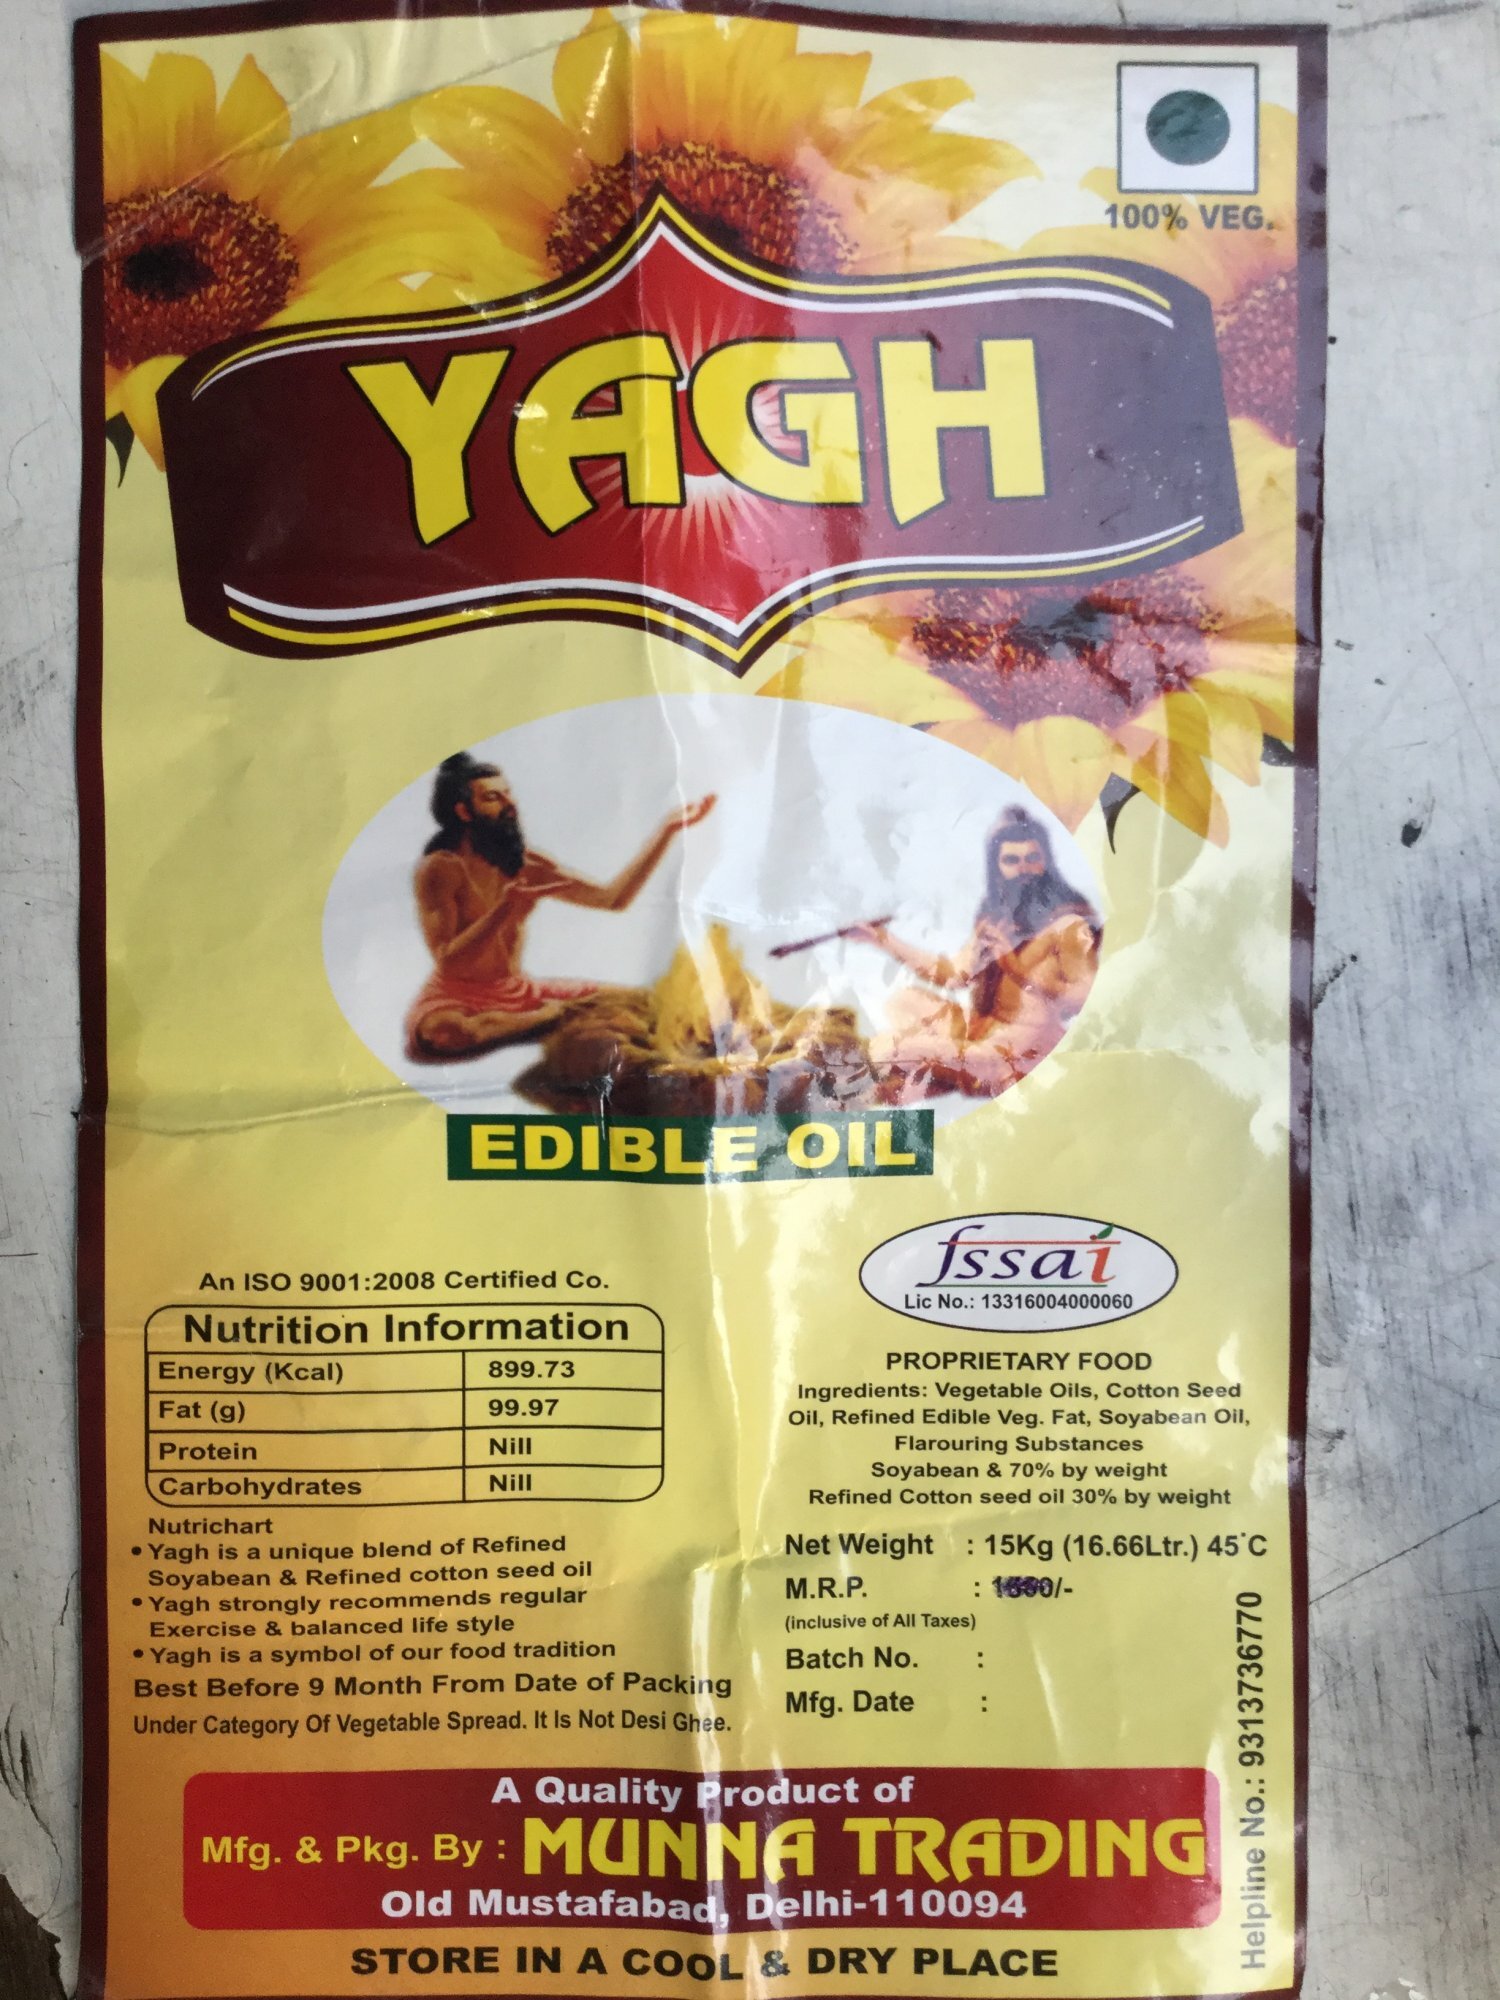 100% VEG.
YAGH
EDIBLE OIL
An ISO 9001:2008 Certified Co.
Nutrition Information
Energy (Kcal) 899.73
Fat (g) 99.97
Protein Nill
Carbohydrates Nill
Nutrichart
• Yagh is a unique blend of Refined
Soyabean & Refined cotton seed oil
• Yagh strongly recommends regular
Exercise & balanced life style
• Yagh is a symbol of our food tradition
Best Before 9 Month From Date of Packing
Under Category Of Vegetable Spread. It Is Not Desi Ghee.
fssai
Lic No.: 13316004000060
PROPRIETARY FOOD
Ingredients: Vegetable Oils, Cotton Seed
Oil, Refined Edible Veg. Fat, Soyabean Oil,
Flarouring Substances
Soyabean & 70% by weight
Refined Cotton seed oil 30% by weight
Net Weight : 15Kg (16.66Ltr.) 45°C
M.R.P. :
(inclusive of All Taxes)
Batch No. :
Mfg. Date :
Helpline No.: 9313736770
A Quality Product of
Mfg. & Pkg. By : MUNNA TRADING
Old Mustafabad, Delhi-110094
STORE IN A COOL & DRY PLACE
Jd